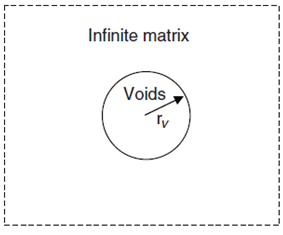 Infinite matrix
Voids
rv